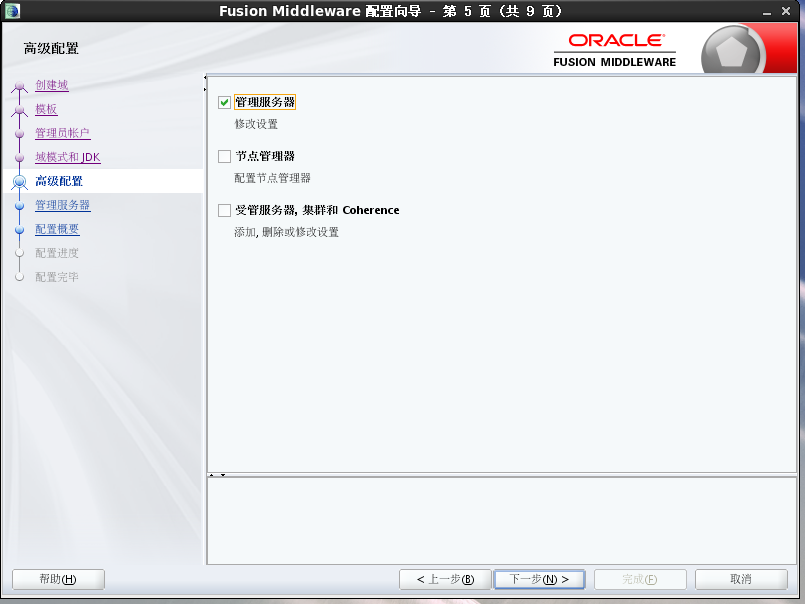 Fusion Middleware 配置向导 - 第 5 页 (共 9 页)
高级配置
ORACLE
FUSION MIDDLEWARE
创建域
模板
管理员帐户
域模式和 JDK
高级配置
管理服务器
配置概要
配置进度
配置完毕
管理服务器
修改设置
节点管理器
配置节点管理器
受管服务器, 集群和 Coherence
添加, 删除或修改设置
帮助(H)
< 上一步(B)
下一步(N) >
完成(F)
取消